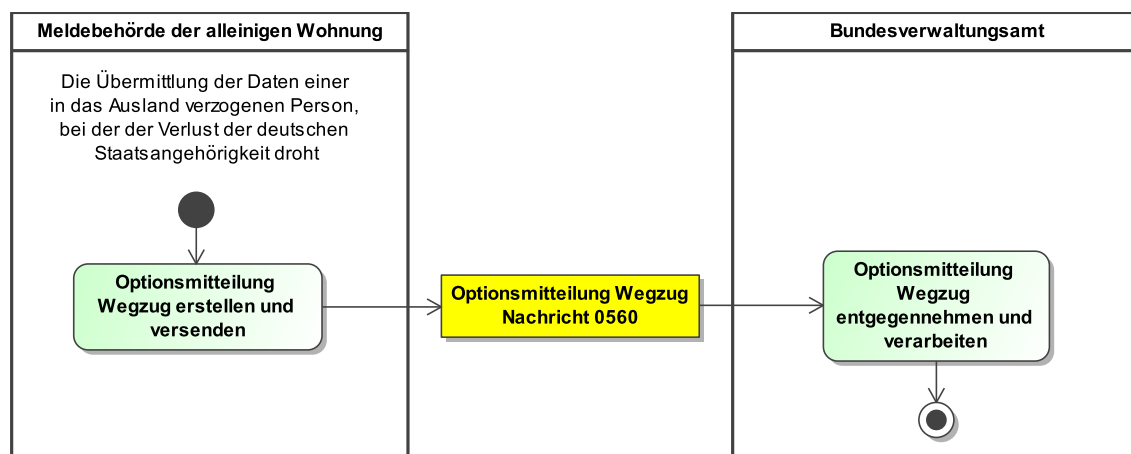 Meldebehörde der alleinigen Wohnung
Die Übermittlung der Daten einer
in das Ausland verzogenen Person,
bei der der Verlust der deutschen
Staatsangehörigkeit droht
Optionsmitteilung
Wegzug erstellen und
versenden
Optionsmitteilung Wegzug
Nachricht 0560
Bundesverwaltungsamt
Optionsmitteilung
Wegzug
entgegennehmen und
verarbeiten